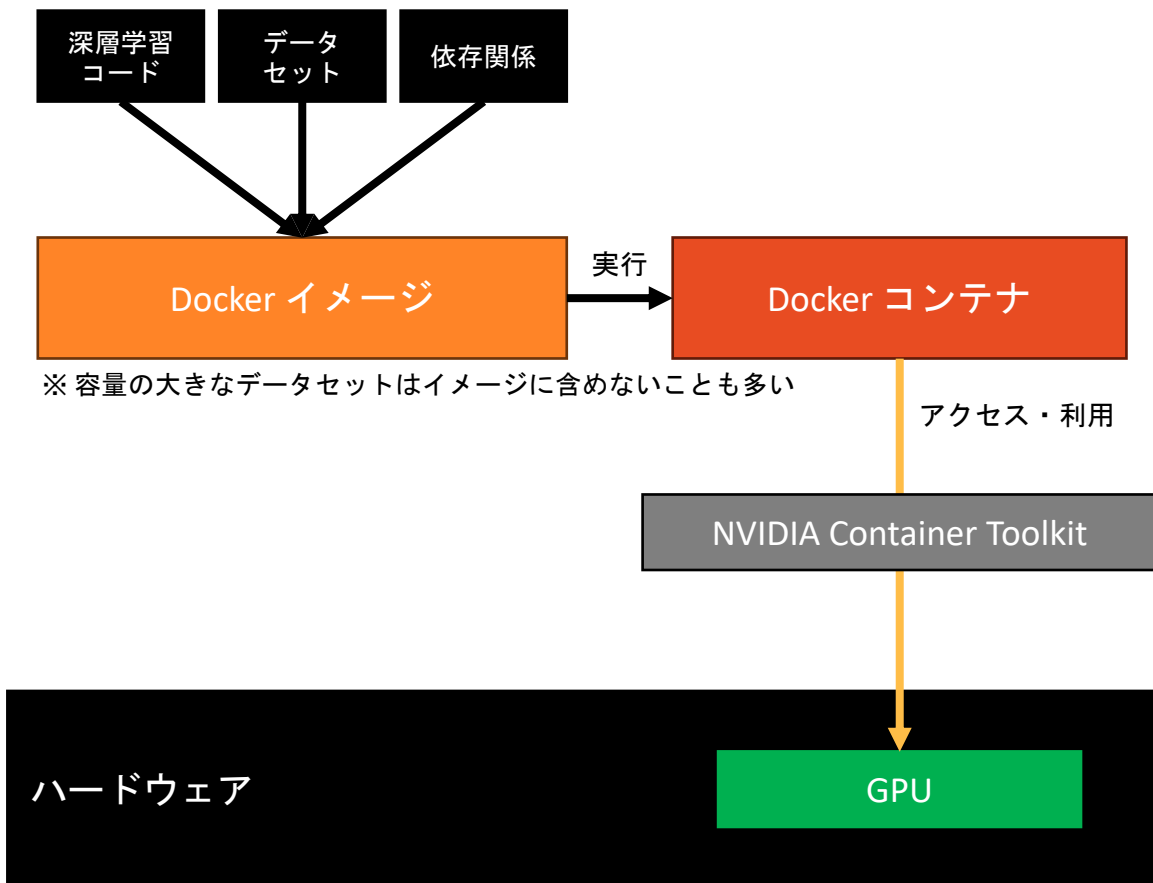 深層学習
コード
データ
セット
依存関係
Docker イメージ
実行
Docker コンテナ
※ 容量の大きなデータセットはイメージに含めないことも多い
アクセス・利用
NVIDIA Container Toolkit
ハードウェア
GPU